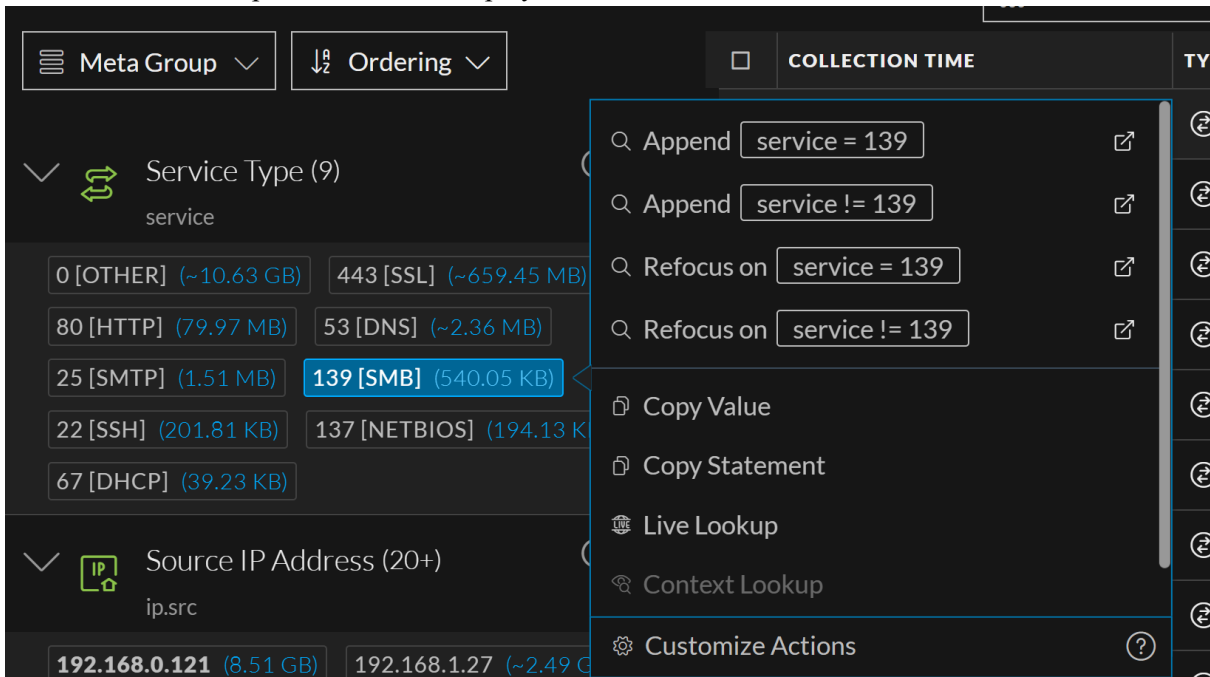 Meta Group
Ordering
COLLECTION TIME
Service Type (9)
service
0 [OTHER] (~10.63 GB) 443 [SSL] (~659.45 MB)
80 [HTTP] (79.97 MB) 53 [DNS] (~2.36 MB)
25 [SMTP] (1.51 MB) 139 [SMB] (540.05 KB)
22 [SSH] (201.81 KB) 137 [NETBIOS] (194.13 K
67 [DHCP] (39.23 KB)
Source IP Address (20+)
ip.src
192.168.0.121 (8.51 GB) 192.168.1.27 (~2.49 G
Append service = 139
Append service != 139
Refocus on service = 139
Refocus on service != 139
Copy Value
Copy Statement
LIVE Live Lookup
Context Lookup
Customize Actions